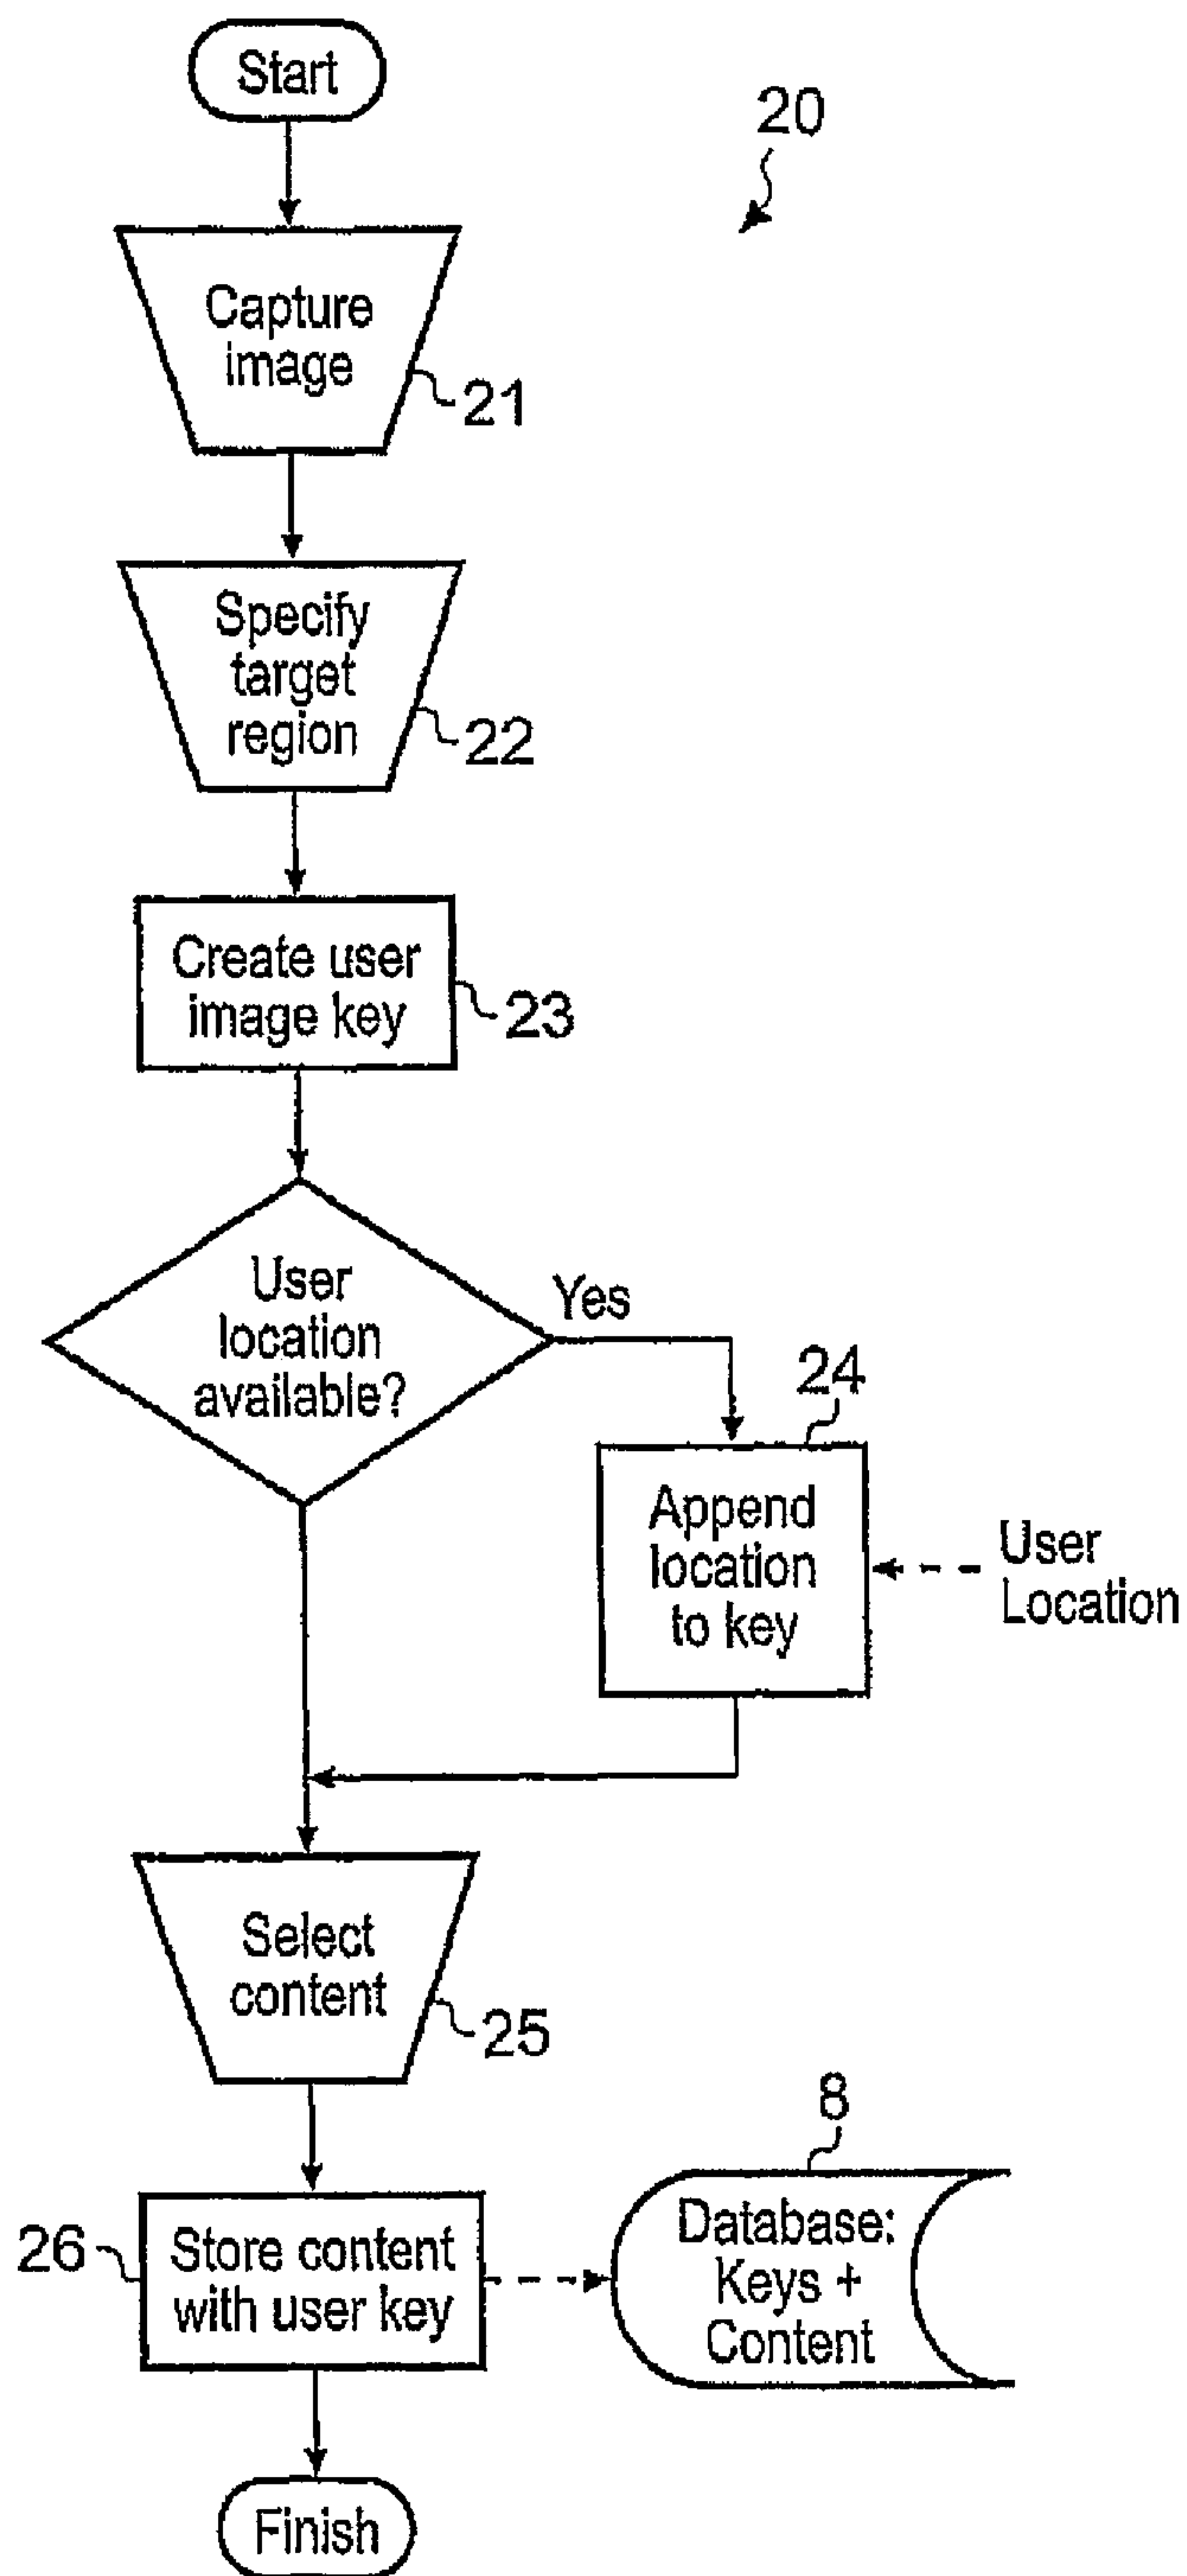 Start
20
Capture
image
21
Specify
target
region
22
Create user
image key
23
User
location
available?
Yes
24
Append
location
to key
User
Location
Select
content
25
8
Database:
Keys +
Content
26
Store content
with user key
Finish